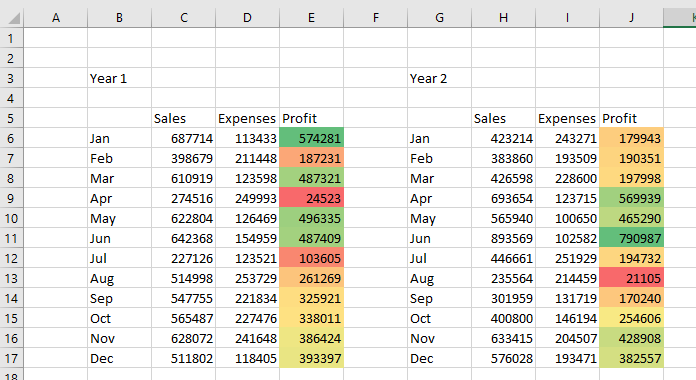 A B C D E F G H I J
1
2
3 Year 1 Year 2
4
5 Sales Expenses Profit Sales Expenses Profit
6 Jan 687714 113433 574281 Jan 423214 243271 179943
7 Feb 398679 211448 187231 Feb 383860 193509 190351
8 Mar 610919 123598 487321 Mar 426598 228600 197998
9 Apr 274516 249993 24523 Apr 693654 123715 569939
10 May 622804 126469 496335 May 565940 100650 465290
11 Jun 642368 154959 487409 Jun 893569 102582 790987
12 Jul 227126 123521 103605 Jul 446661 251929 194732
13 Aug 514998 253729 261269 Aug 235564 214459 21105
14 Sep 547755 221834 325921 Sep 301959 131719 170240
15 Oct 565487 227476 338011 Oct 400800 146194 254606
16 Nov 628072 241648 386424 Nov 633415 204507 428908
17 Dec 511802 118405 393397 Dec 576028 193471 382557
18